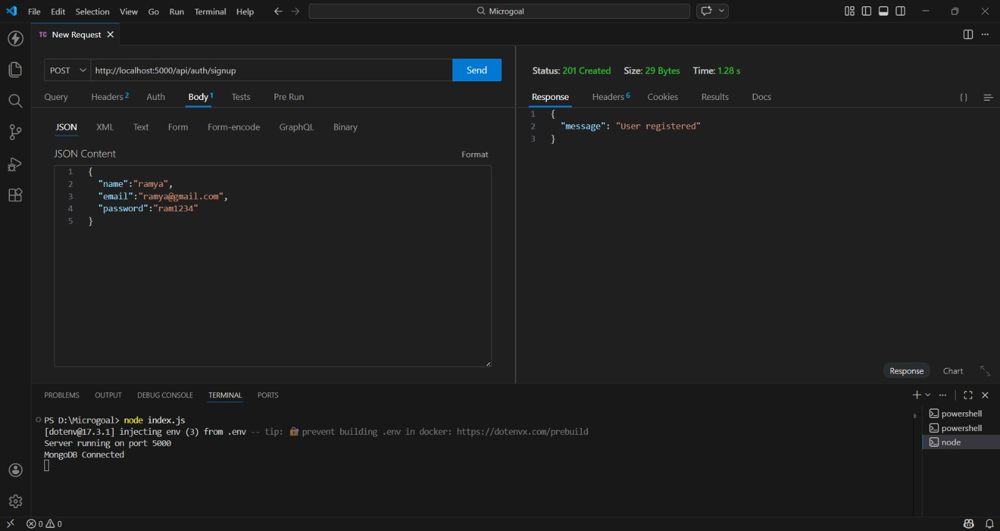 File Edit Selection View Go Run Terminal Help
Microgoal
TC New Request
POST http://localhost:5000/api/auth/signup Send
Query Headers 2 Auth Body 1 Tests Pre Run
JSON XML Text Form Form-encode GraphQL Binary
JSON Content Format
1 {
2 "name":"ramya",
3 "email":"ramya@gmail.com",
4 "password":"ram1234"
5 }
Status: 201 Created Size: 29 Bytes Time: 1.28 s
Response Headers 6 Cookies Results Docs { }
1 {
2 "message": "User registered"
3 }
Response Chart
PROBLEMS OUTPUT DEBUG CONSOLE TERMINAL PORTS
PS D:\Microgoal> node index.js
[dotenv@17.3.1] injecting env (3) from .env -- tip: 🔐 prevent building .env in docker: https://dotenvx.com/prebuild
Server running on port 5000
MongoDB Connected
powershell
powershell
node
0 0